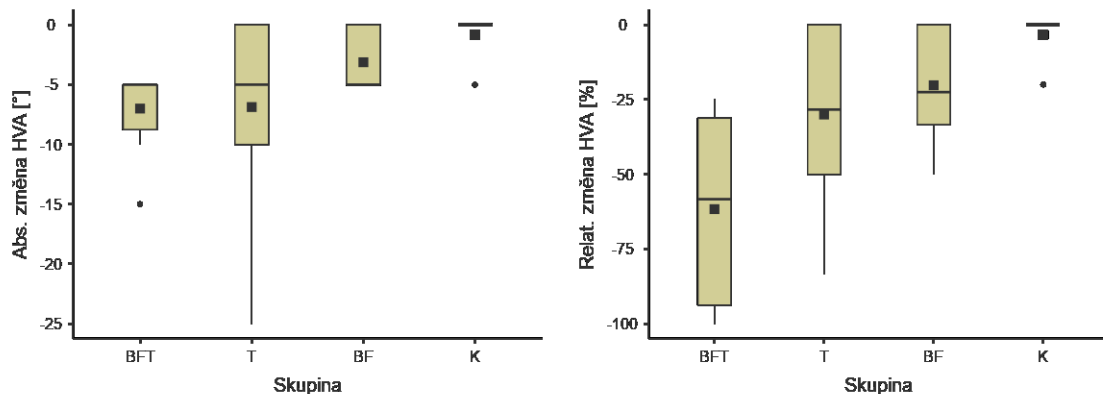 Abs. změna HVA [°]
0
-5
-10
-15
-20
-25
BFT T BF K
Skupina
Relat. změna HVA [%]
0
-25
-50
-75
-100
BFT T BF K
Skupina